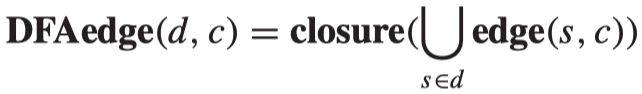 DFAedge(d, c) = closure(⋃ edge(s, c))
s∈d